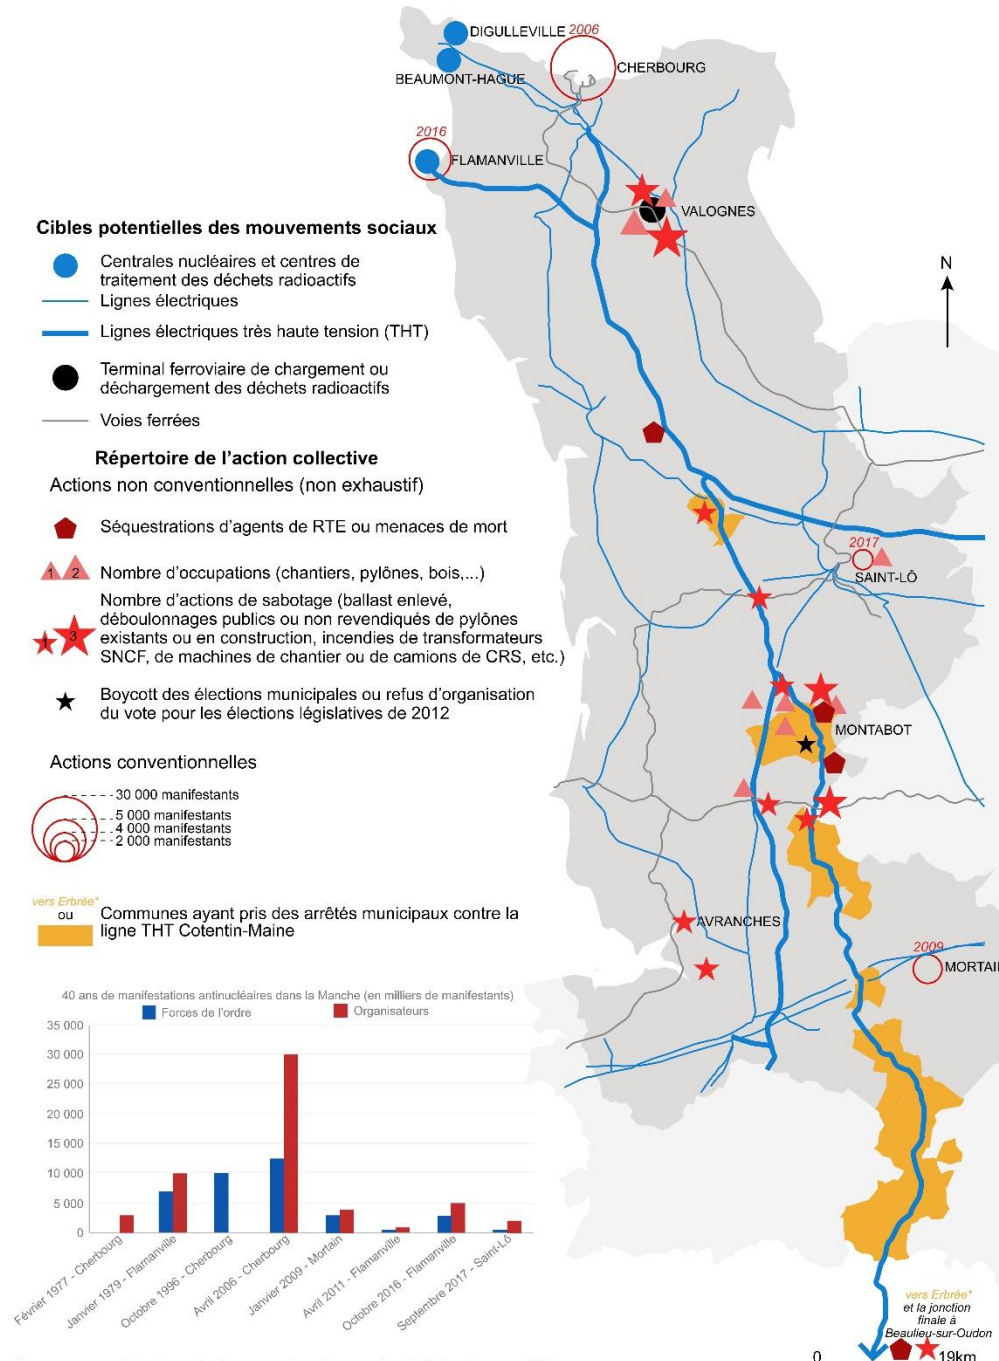 DIGULLEVILLE
2006
BEAUMONT-HAGUE
CHERBOURG
2016
FLAMANVILLE
VALOGNES
N
Cibles potentielles des mouvements sociaux
Centrales nucléaires et centres de
traitement des déchets radioactifs
Lignes électriques
Lignes électriques très haute tension (THT)
Terminal ferroviaire de chargement ou
déchargement des déchets radioactifs
Voies ferrées
Répertoire de l'action collective
Actions non conventionnelles (non exhaustif)
Séquestrations d'agents de RTE ou menaces de mort
1 2 Nombre d'occupations (chantiers, pylônes, bois,...)
Nombre d'actions de sabotage (ballast enlevé,
déboulonnages publics ou non revendiqués de pylônes
1 3 existants ou en construction, incendies de transformateurs
SNCF, de machines de chantier ou de camions de CRS, etc.)
Boycott des élections municipales ou refus d'organisation
du vote pour les élections législatives de 2012
Actions conventionnelles
30 000 manifestants
5 000 manifestants
4 000 manifestants
2 000 manifestants
vers Erbrée*
ou
Communes ayant pris des arrêtés municipaux contre la
ligne THT Cotentin-Maine
2017
SAINT-LÔ
MONTABOT
AVRANCHES
2009
MORTAI
40 ans de manifestations antinucléaires dans la Manche (en milliers de manifestants)
Forces de l'ordre
Organisateurs
35 000
30 000
25 000
20 000
15 000
10 000
5 000
0
Février 1977 - Cherbourg
Janvier 1979 - Flamanville
Octobre 1996 - Cherbourg
Avril 2006 - Cherbourg
Janvier 2009 - Mortain
Avril 2011 - Flamanville
Octobre 2016 - Flamanville
Septembre 2017 - Saint-Lô
vers Erbrée*
et la jonction
finale à
Beaulieu-sur-Oudon
0 19km